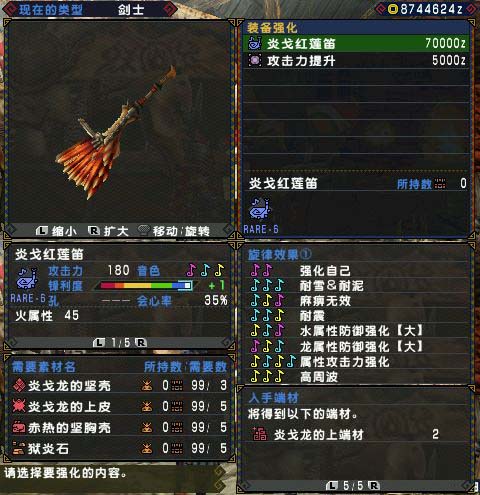 现在的类型 剑士
8744624z
装备强化
炎戈红莲笛 70000z
攻击力提升 5000z
炎戈红莲笛 所持数 0
RARE-6
L 缩小 R 扩大 移动/旋转
炎戈红莲笛
攻击力 180 音色
RARE-6
锋利度 +1
孔 --- 会心率 35%
火属性 45
L 1/5 R
需要素材名 所持数/需要数
炎戈龙的坚壳 0 99/ 3
炎戈龙的上皮 0 99/ 5
赤热的坚胸壳 0 99/ 5
狱炎石 0 99/ 5
请选择要强化的内容。
旋律效果①
强化自己
耐雪&耐泥
麻痹无效
耐震
水属性防御强化【大】
龙属性防御强化【大】
属性攻击力强化
高周波
入手端材
将得到以下的端材。
炎戈龙的上端材 2
L 5/5 R